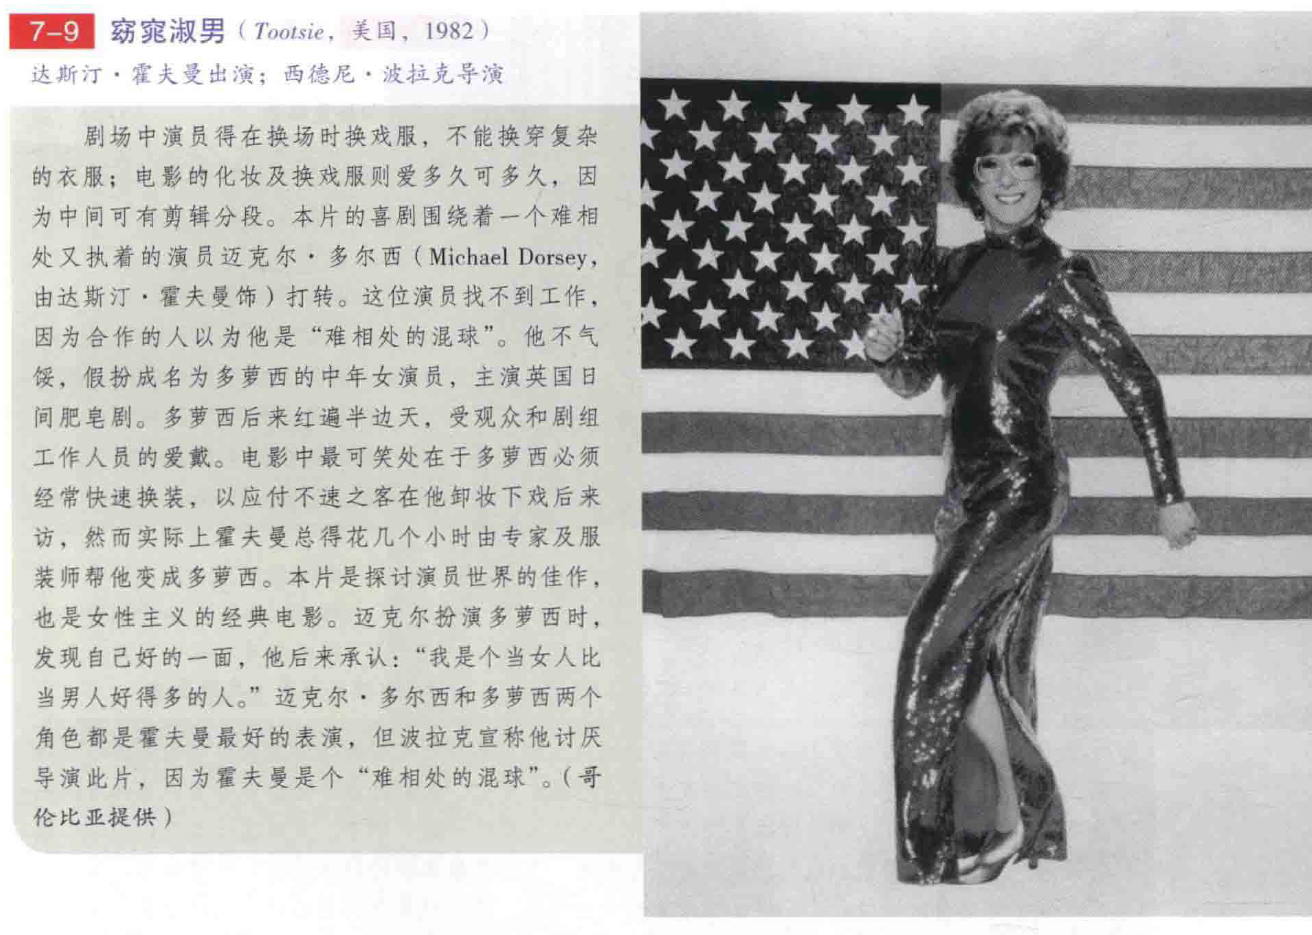 7-9 窈窕淑男（Tootsie，美国，1982）
达斯汀·霍夫曼出演；西德尼·波拉克导演
剧场中演员得在换场时换戏服，不能换穿复杂
的衣服；电影的化妆及换戏服则爱多久可多久，因
为中间可有剪辑分段。本片的喜剧围绕着一个难相
处又执着的演员迈克尔·多尔西（Michael Dorsey，
由达斯汀·霍夫曼饰）打转。这位演员找不到工作，
因为合作的人以为他是“难相处的混球”。他不气
馁，假扮成名为多萝西的中年女演员，主演英国日
间肥皂剧。多萝西后来红遍半边天，受观众和剧组
工作人员的爱戴。电影中最可笑处在于多萝西必须
经常快速换装，以应付不速之客在他卸妆下戏后来
访，然而实际上霍夫曼总得花几个小时由专家及服
装师帮他变成多萝西。本片是探讨演员世界的佳作，
也是女性主义的经典电影。迈克尔扮演多萝西时，
发现自己好的一面，他后来承认：“我是个当女人比
当男人好得多的人。”迈克尔·多尔西和多萝西两个
角色都是霍夫曼最好的表演，但波拉克宣称他讨厌
导演此片，因为霍夫曼是个“难相处的混球”。（哥
伦比亚提供）